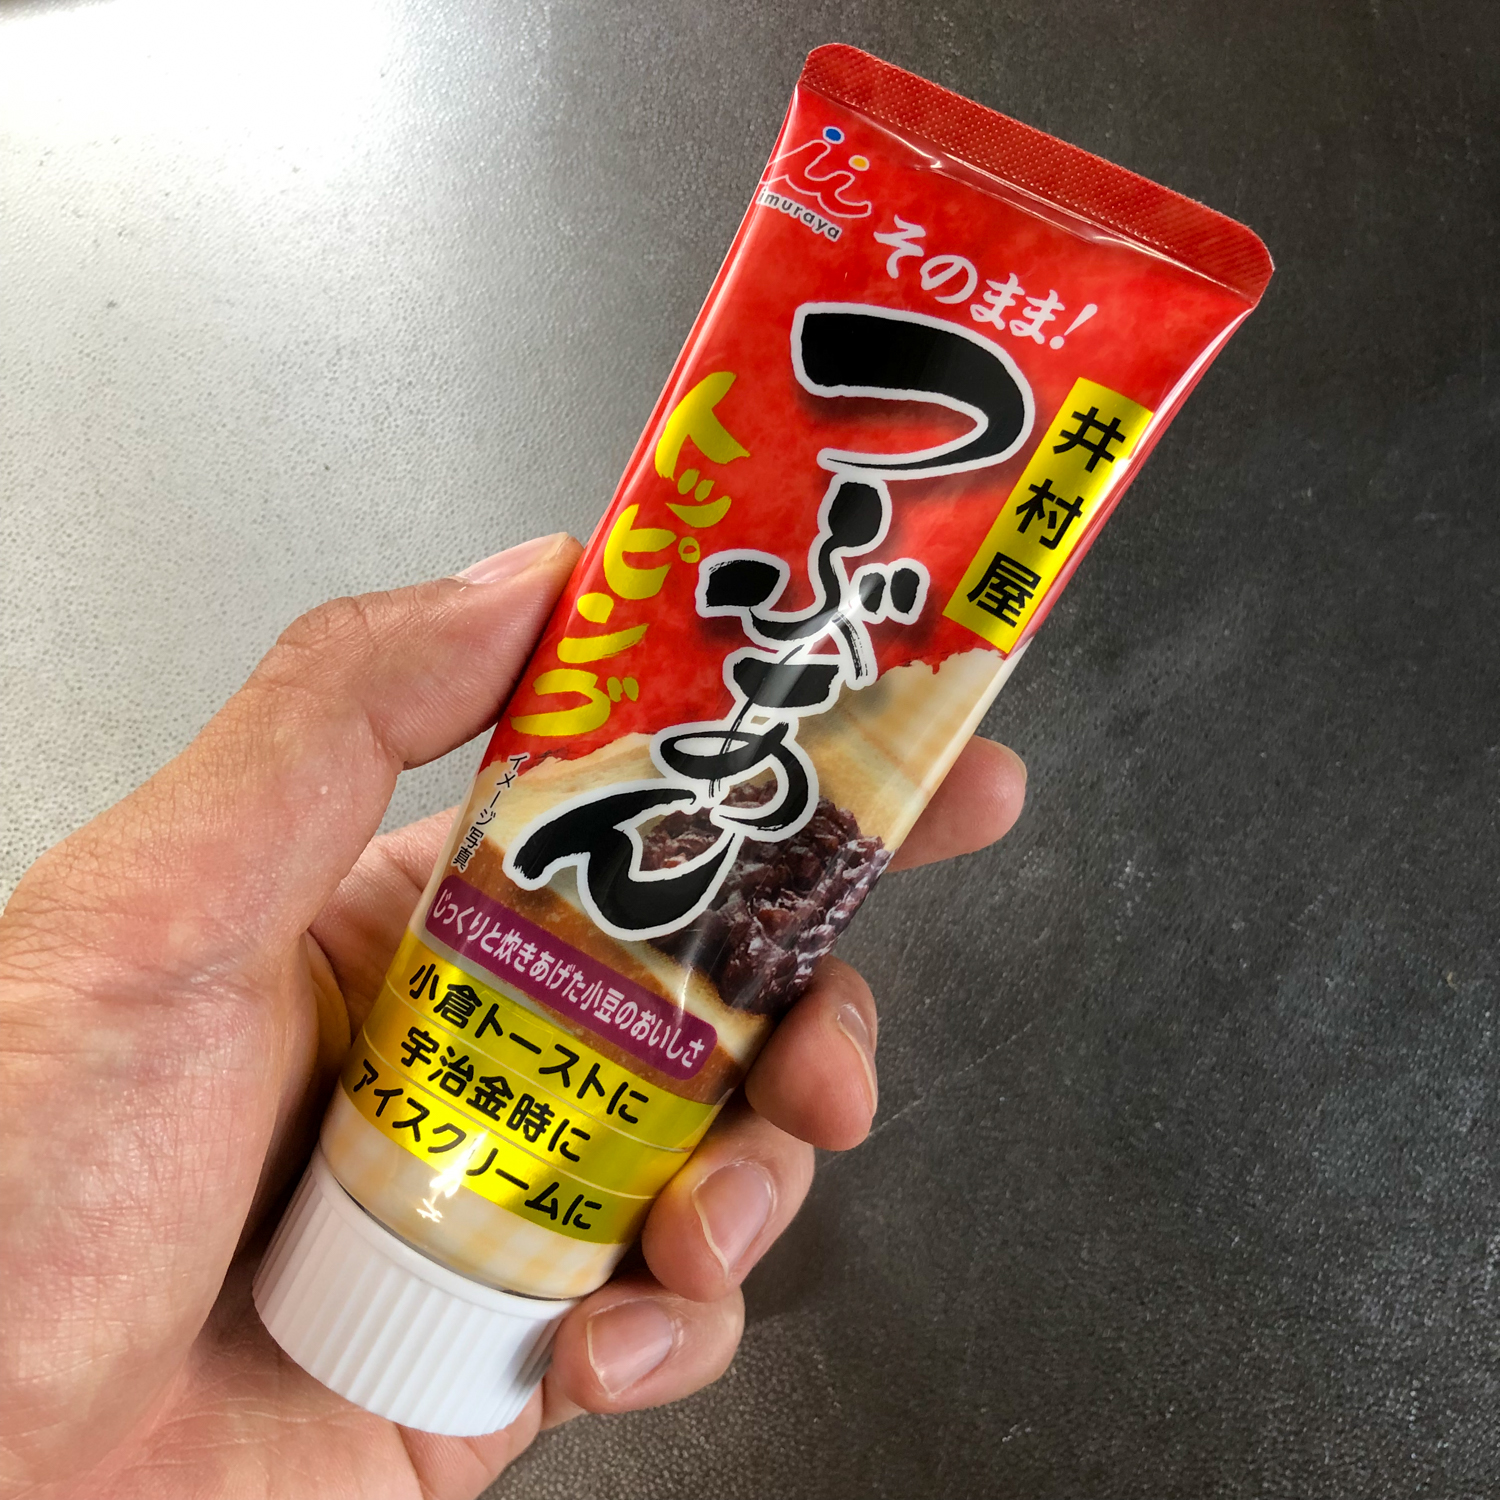 imuraya
そのまま!
井村屋
つぶあん
トッピング
イメージ写真
じっくりと炊きあげた小豆のおいしさ
小倉トーストに
宇治金時に
アイスクリームに